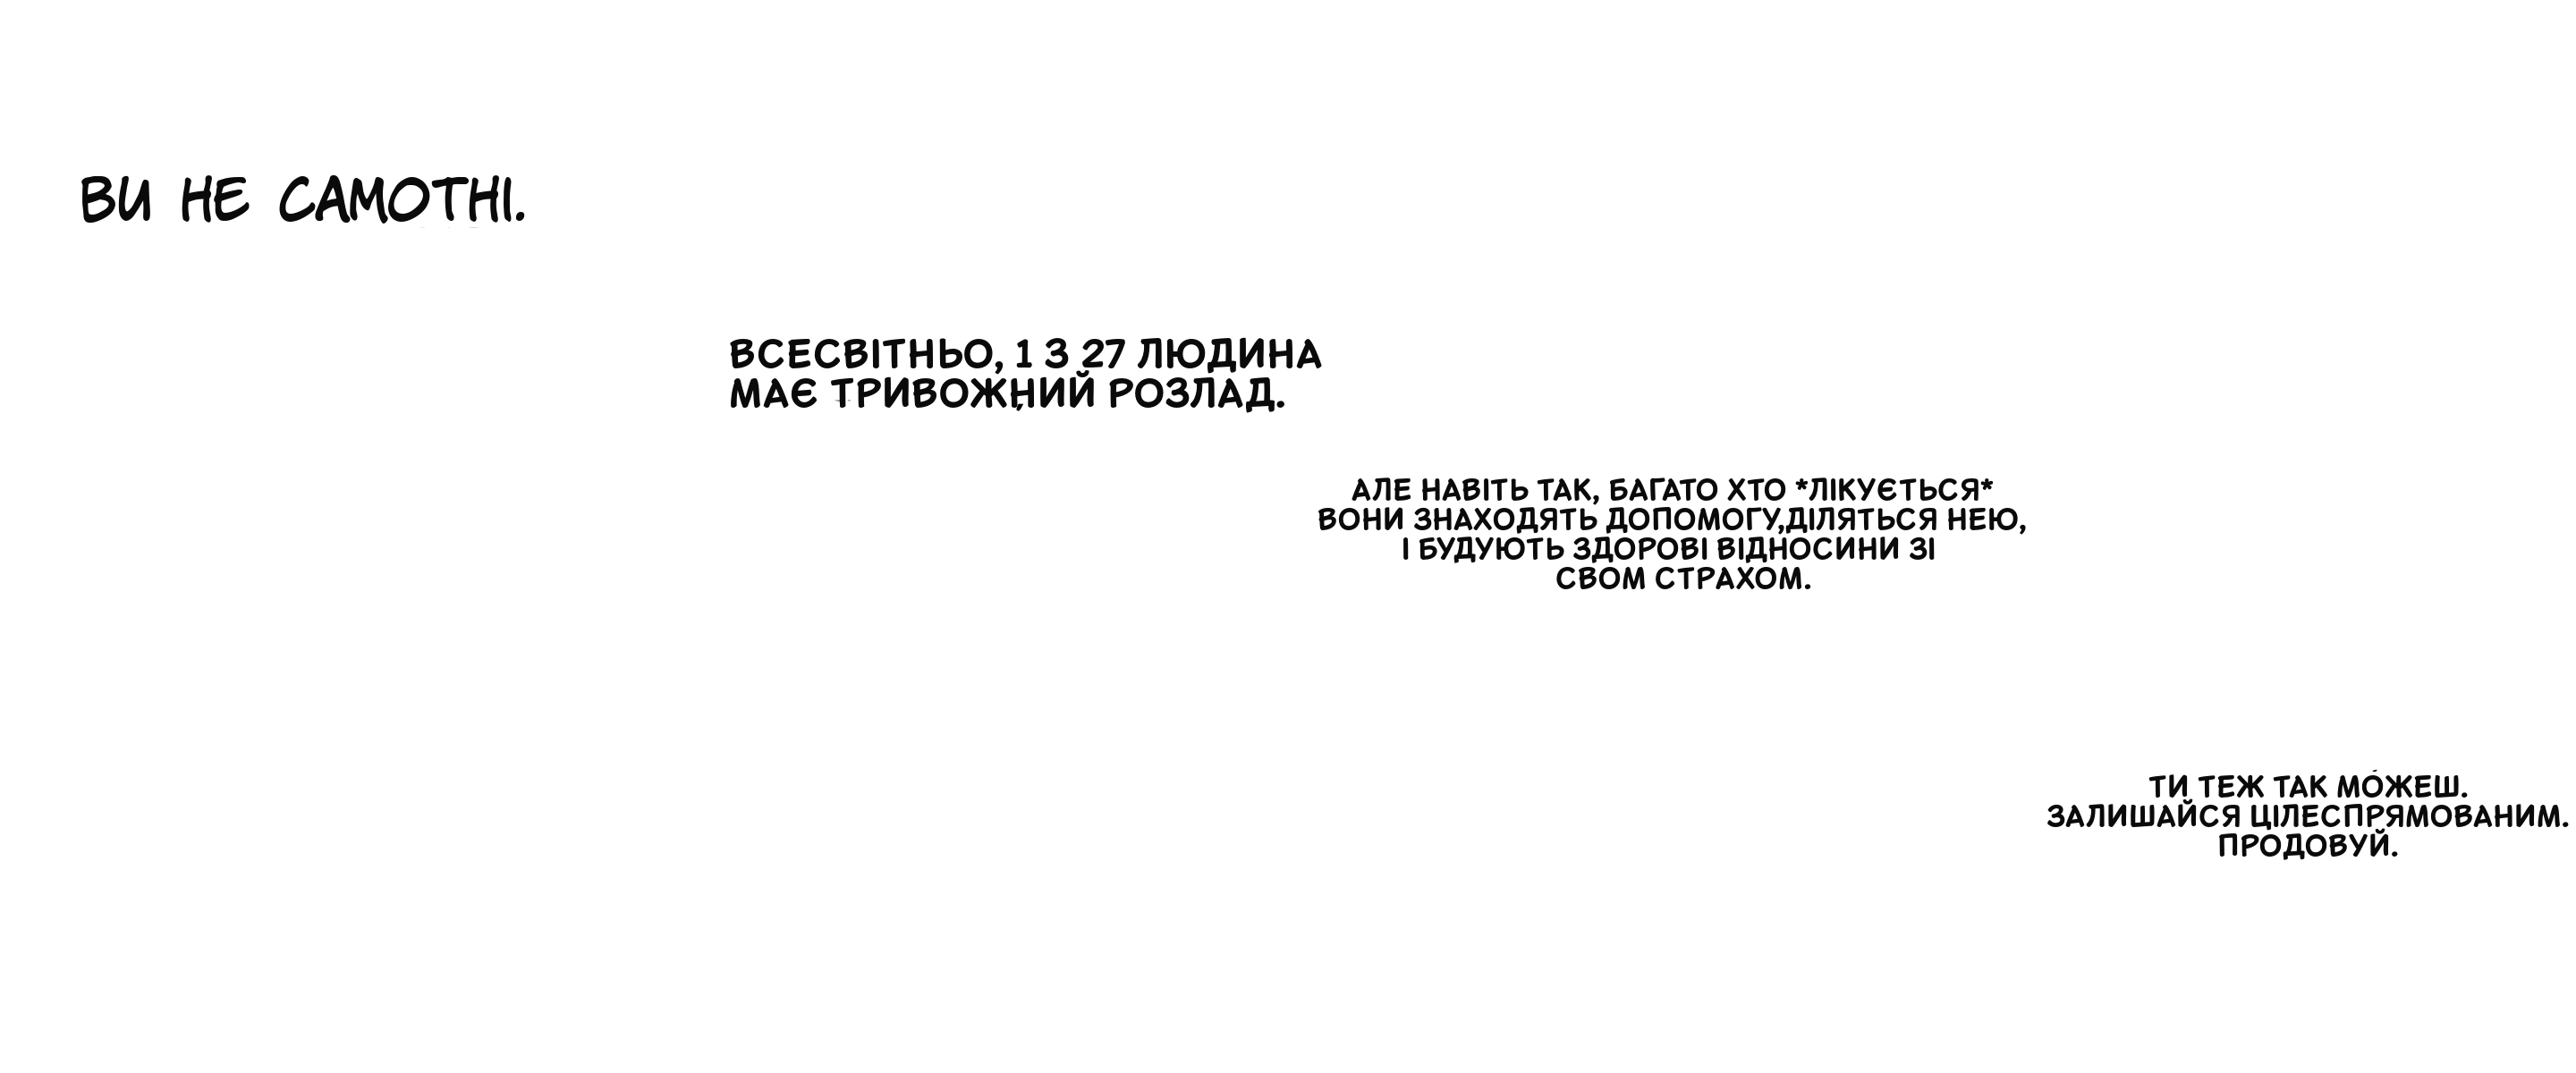 ВИ НЕ САМОТНІ.
ВСЕСВІТНЬО, 1 З 27 ЛЮДИНА
МАЄ ТРИВОЖНИЙ РОЗЛАД.
АЛЕ НАВІТЬ ТАК, БАГАТО ХТО *ЛІКУЄТЬСЯ*
ВОНИ ЗНАХОДЯТЬ ДОПОМОГУ,ДІЛЯТЬСЯ НЕЮ,
І БУДУЮТЬ ЗДОРОВІ ВІДНОСИНИ ЗІ
СВОМ СТРАХОМ.
ТИ ТЕЖ ТАК МОЖЕШ.
ЗАЛИШАЙСЯ ЦІЛЕСПРЯМОВАНИМ.
ПРОДОВУЙ.